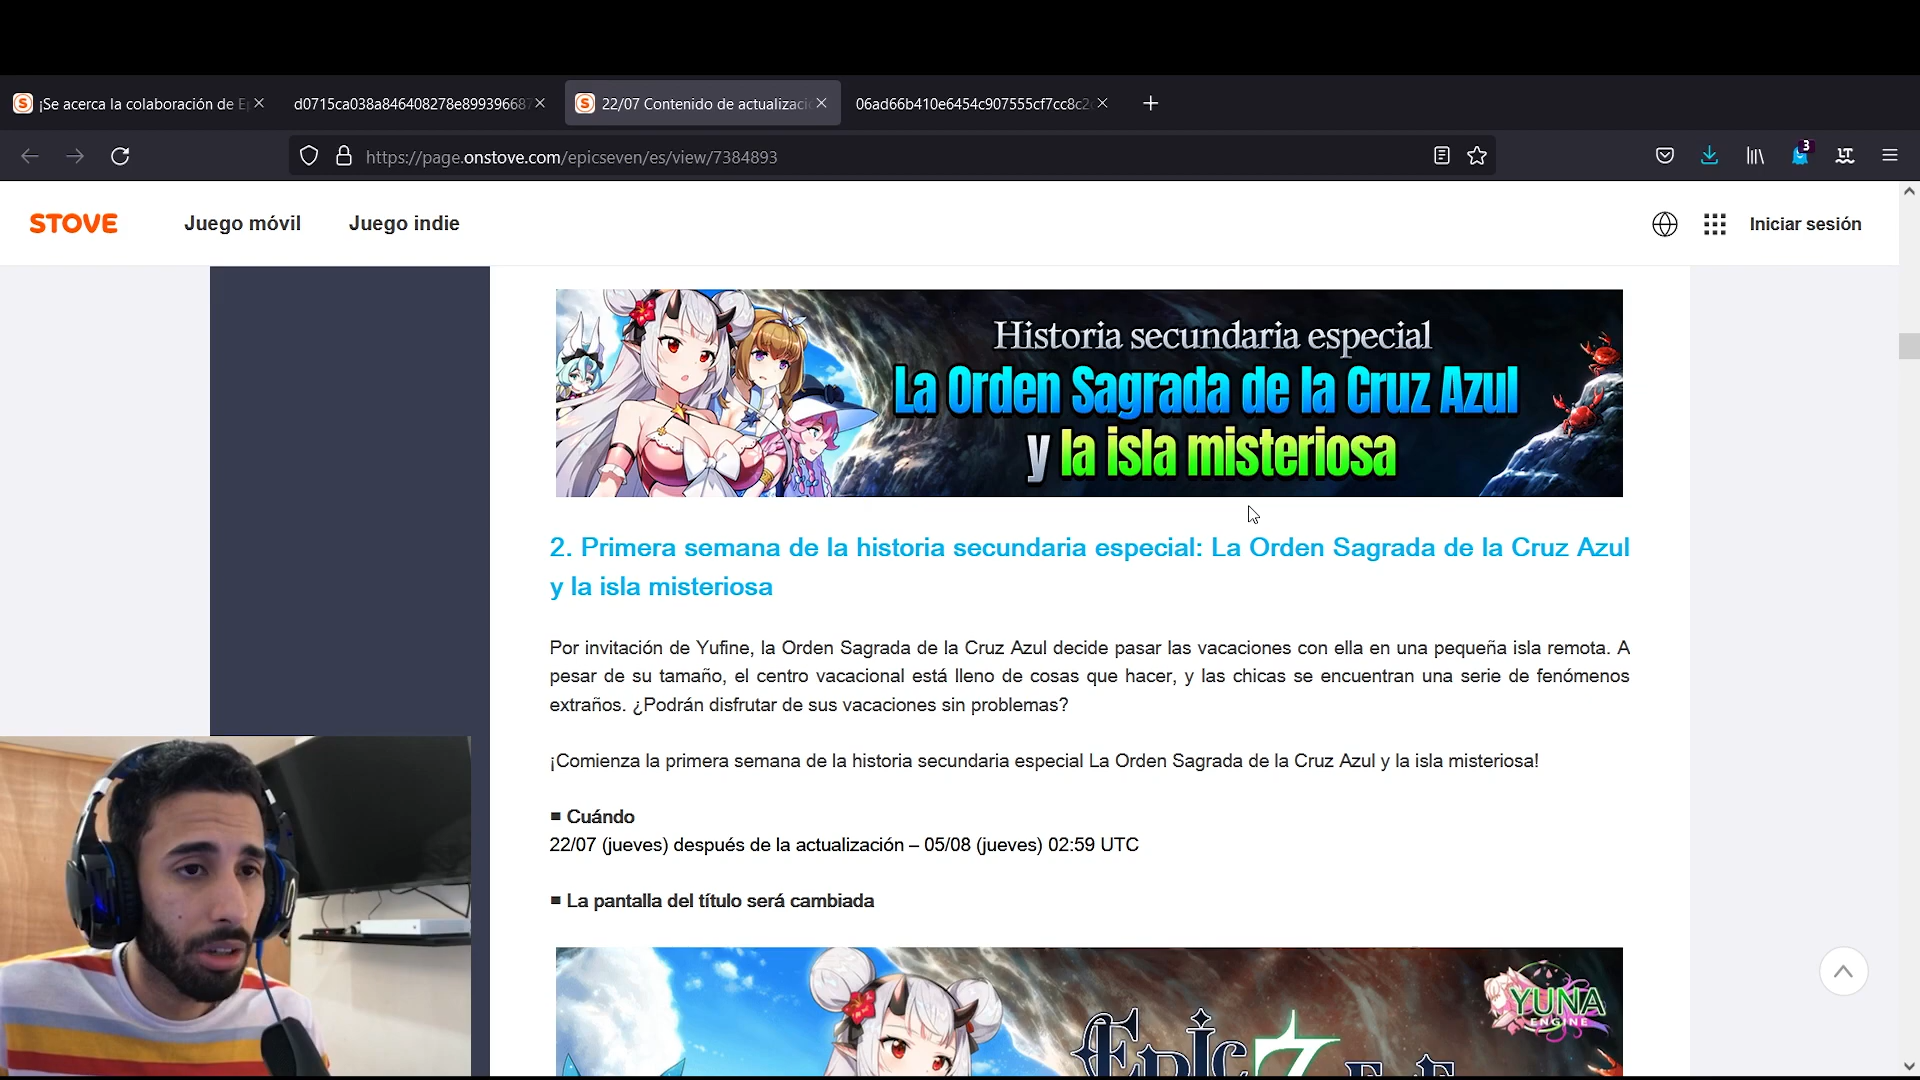 ¡Se acerca la colaboración de E
d0715ca038a846408278e899396687
22/07 Contenido de actualizaci
06ad66b410e6454c907555cf7cc8c2
https://page.onstove.com/epicseven/es/view/7384893
3
STOVE
Juego móvil
Juego indie
Iniciar sesión
Historia secundaria especial
La Orden Sagrada de la Cruz Azul
y la isla misteriosa
2. Primera semana de la historia secundaria especial: La Orden Sagrada de la Cruz Azul
y la isla misteriosa
Por invitación de Yufine, la Orden Sagrada de la Cruz Azul decide pasar las vacaciones con ella en una pequeña isla remota. A
pesar de su tamaño, el centro vacacional está lleno de cosas que hacer, y las chicas se encuentran una serie de fenómenos
extraños. ¿Podrán disfrutar de sus vacaciones sin problemas?
¡Comienza la primera semana de la historia secundaria especial La Orden Sagrada de la Cruz Azul y la isla misteriosa!
■ Cuándo
22/07 (jueves) después de la actualización – 05/08 (jueves) 02:59 UTC
■ La pantalla del título será cambiada
YUNA
ENGINE
EPIC 7